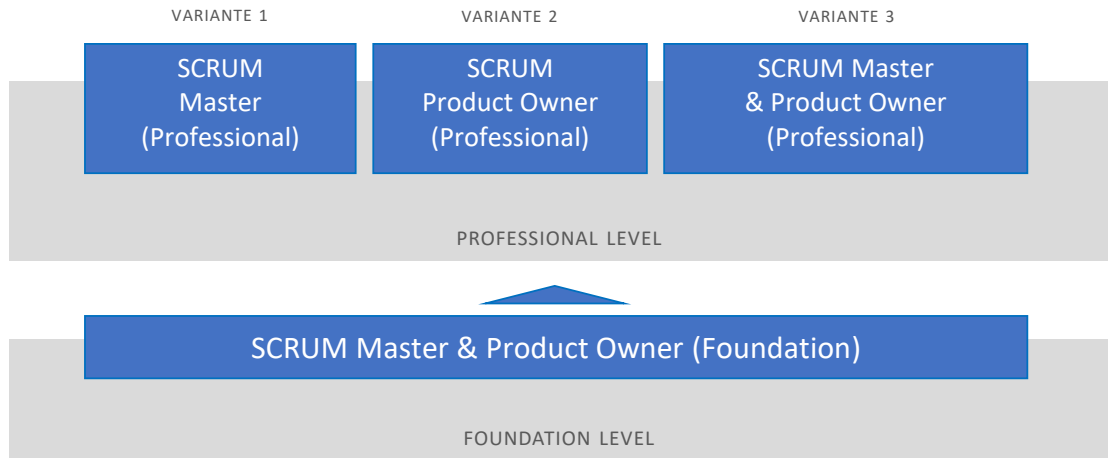 VARIANTE 1
VARIANTE 2
VARIANTE 3
SCRUM
Master
(Professional)
SCRUM
Product Owner
(Professional)
SCRUM Master
& Product Owner
(Professional)
PROFESSIONAL LEVEL
SCRUM Master & Product Owner (Foundation)
FOUNDATION LEVEL